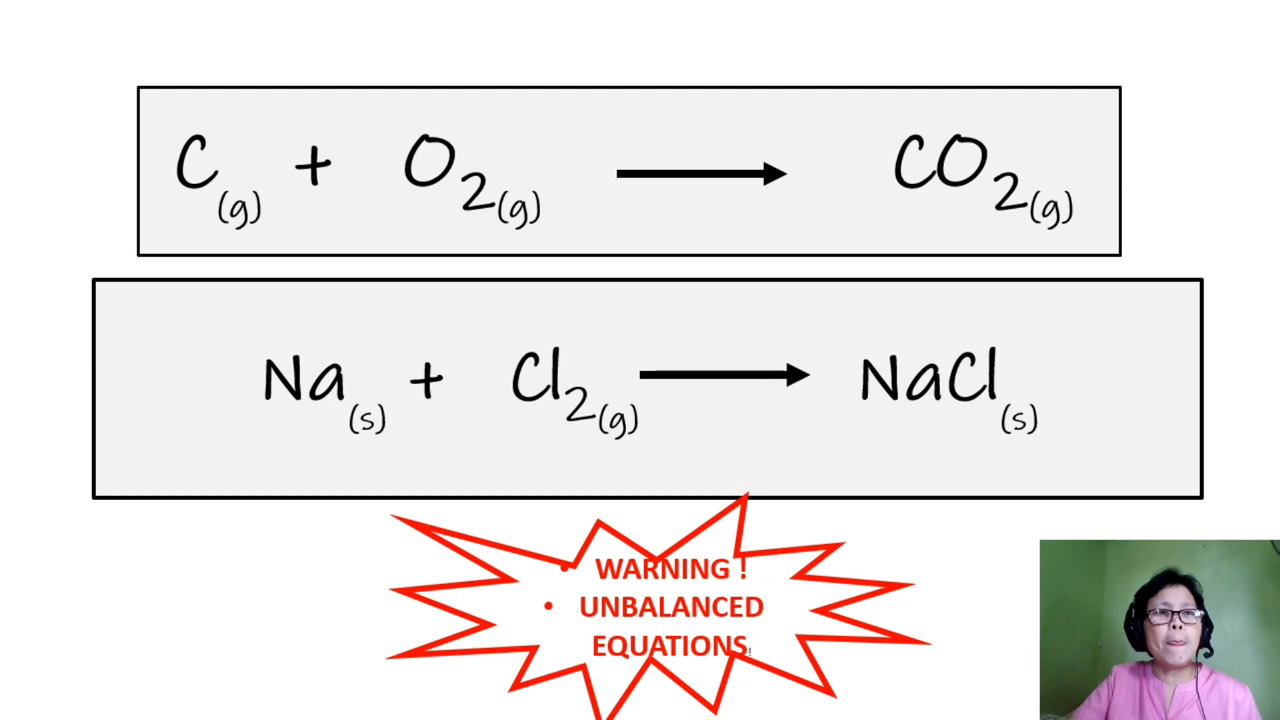 C(g) + O2(g) → CO2(g)
Na(s) + Cl2(g) → NaCl(s)
• WARNING !
• UNBALANCED
EQUATIONS!